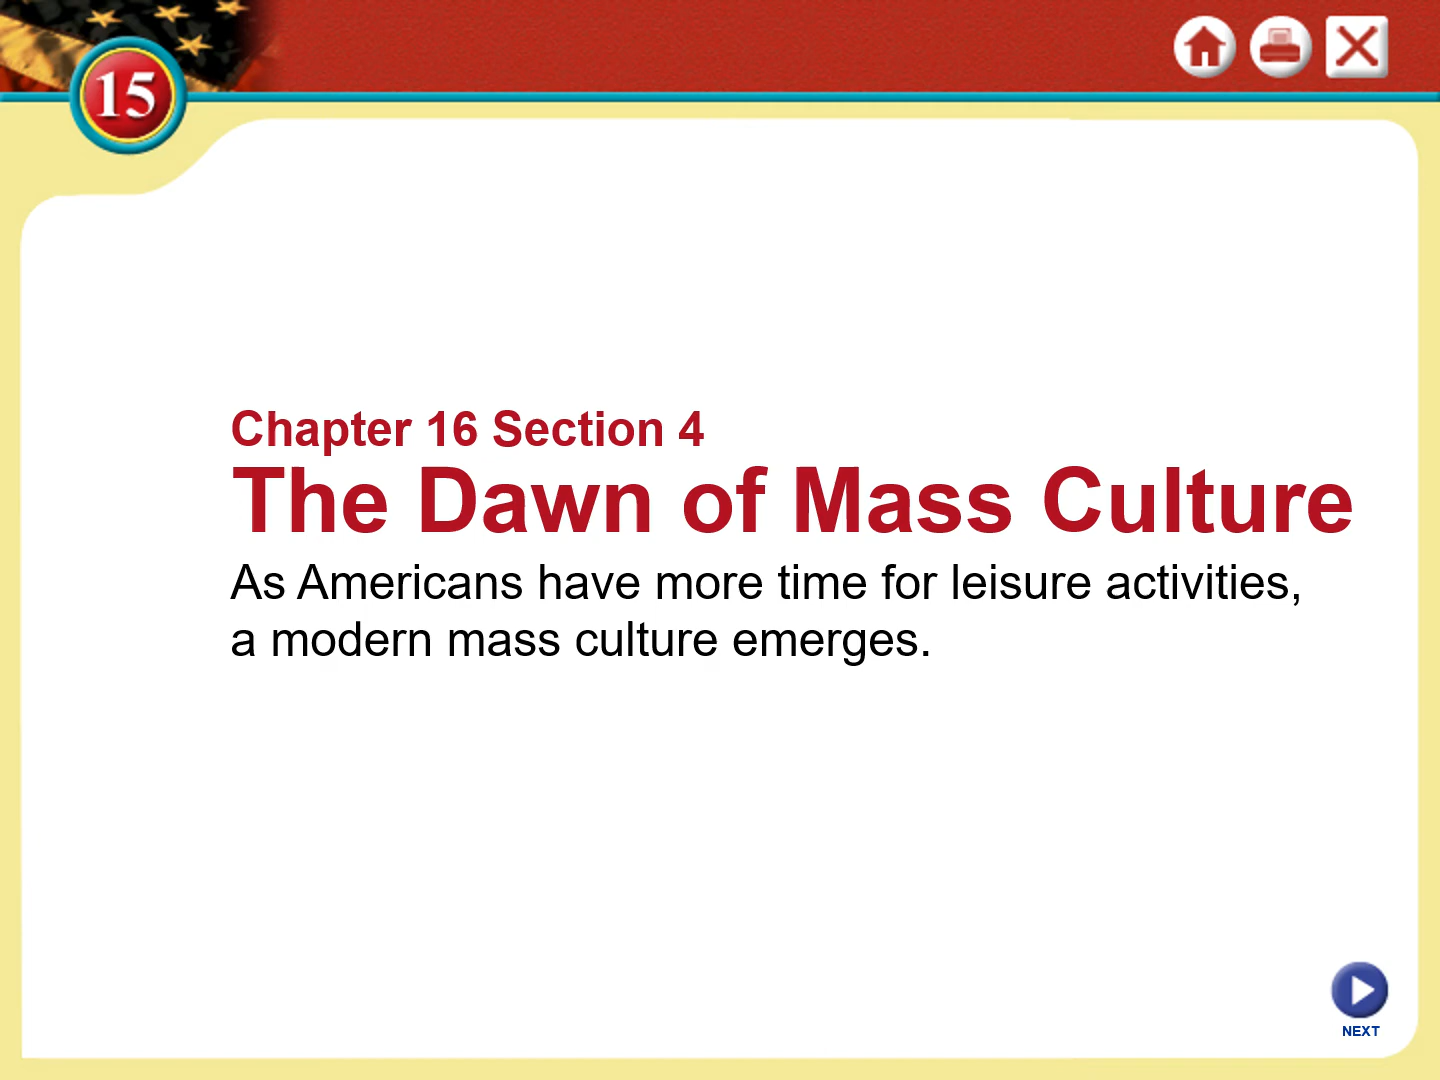 15
Chapter 16 Section 4
The Dawn of Mass Culture
As Americans have more time for leisure activities,
a modern mass culture emerges.
NEXT